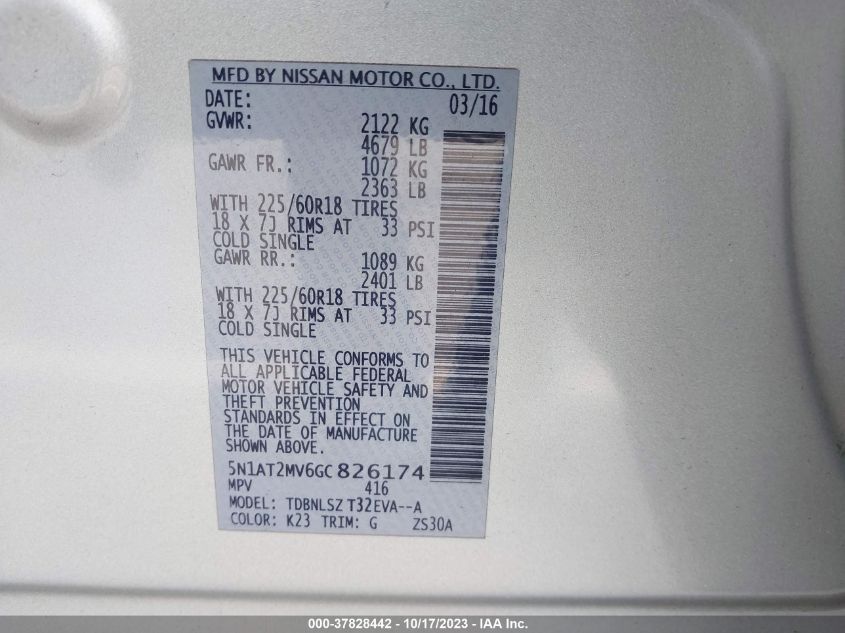 MFD BY NISSAN MOTOR CO., LTD.
DATE: 03/16
GVWR: 2122 KG
4679 LB
GAWR FR.: 1072 KG
2363 LB
WITH 225/60R18 TIRES
18 X 7J RIMS AT 33 PSI
COLD SINGLE
GAWR RR.: 1089 KG
2401 LB
WITH 225/60R18 TIRES
18 X 7J RIMS AT 33 PSI
COLD SINGLE
THIS VEHICLE CONFORMS TO
ALL APPLICABLE FEDERAL
MOTOR VEHICLE SAFETY AND
THEFT PREVENTION
STANDARDS IN EFFECT ON
THE DATE OF MANUFACTURE
SHOWN ABOVE.
5N1AT2MV6GC826174
MPV 416
MODEL: TDBNLSZ T32EVA--A
COLOR: K23 TRIM: G ZS30A
000-37828442 - 10/17/2023 - IAA Inc.